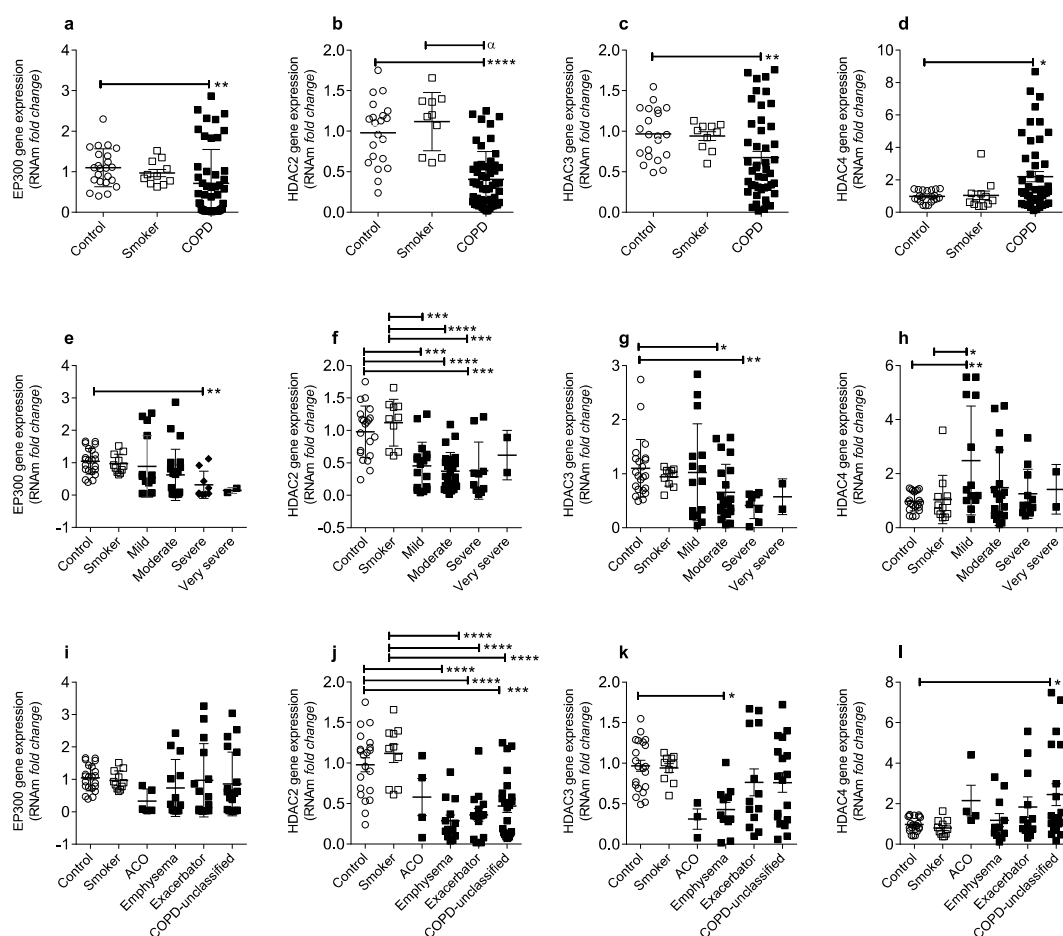 a
EP300 gene expression
(RNAm fold change)
4
3
2
1
0
**
Control
Smoker
COPD
b
HDAC2 gene expression
(RNAm fold change)
2.0
1.5
1.0
0.5
0.0
α
****
Control
Smoker
COPD
c
HDAC3 gene expression
(RNAm fold change)
2.0
1.5
1.0
0.5
0.0
**
Control
Smoker
COPD
d
HDAC4 gene expression
(RNAm fold change)
10
8
6
4
2
0
*
Control
Smoker
COPD
e
EP300 gene expression
(RNAm fold change)
4
3
2
1
0
-1
**
Control
Smoker
Mild
Moderate
Severe
Very severe
f
HDAC2 gene expression
(RNAm fold change)
2.0
1.5
1.0
0.5
0.0
-0.5
***
****
***
***
****
***
Control
Smoker
Mild
Moderate
Severe
Very severe
g
HDAC3 gene expression
(RNAm fold change)
3
2
1
0
*
**
Control
Smoker
Mild
Moderate
Severe
Very severe
h
HDAC4 gene expression
(RNAm fold change)
6
4
2
0
*
**
Control
Smoker
Mild
Moderate
Severe
Very severe
i
EP300 gene expression
(RNAm fold change)
4
3
2
1
0
-1
Control
Smoker
ACO
Emphysema
Exacerbator
COPD-unclassified
j
HDAC2 gene expression
(RNAm fold change)
2.0
1.5
1.0
0.5
0.0
****
****
****
****
****
***
Control
Smoker
ACO
Emphysema
Exacerbator
COPD-unclassified
k
HDAC3 gene expression
(RNAm fold change)
2.0
1.5
1.0
0.5
0.0
*
Control
Smoker
ACO
Emphysema
Exacerbator
COPD-unclassified
l
HDAC4 gene expression
(RNAm fold change)
8
6
4
2
0
*
Control
Smoker
ACO
Emphysema
Exacerbator
COPD-unclassified